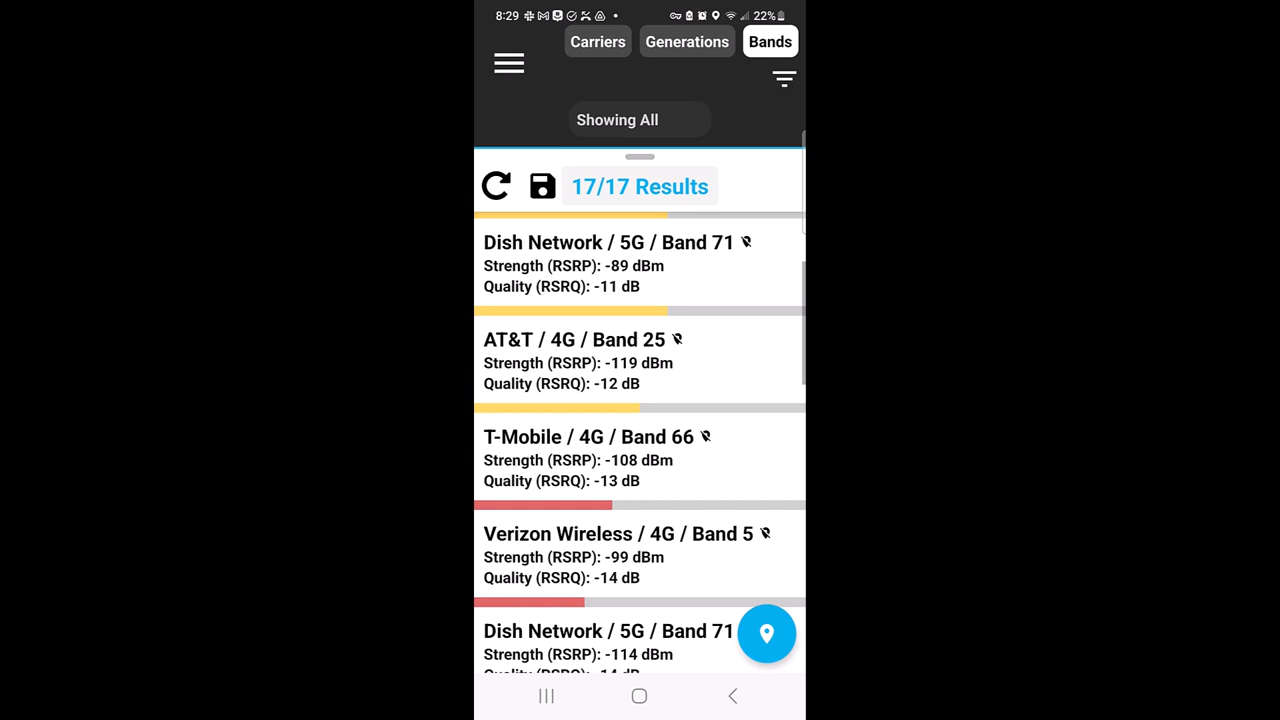 8:29
22%
Carriers Generations Bands
Showing All
17/17 Results
Dish Network / 5G / Band 71
Strength (RSRP): -89 dBm
Quality (RSRQ): -11 dB
AT&T / 4G / Band 25
Strength (RSRP): -119 dBm
Quality (RSRQ): -12 dB
T-Mobile / 4G / Band 66
Strength (RSRP): -108 dBm
Quality (RSRQ): -13 dB
Verizon Wireless / 4G / Band 5
Strength (RSRP): -99 dBm
Quality (RSRQ): -14 dB
Dish Network / 5G / Band 71
Strength (RSRP): -114 dBm
Quality (RSRQ): -14 dB